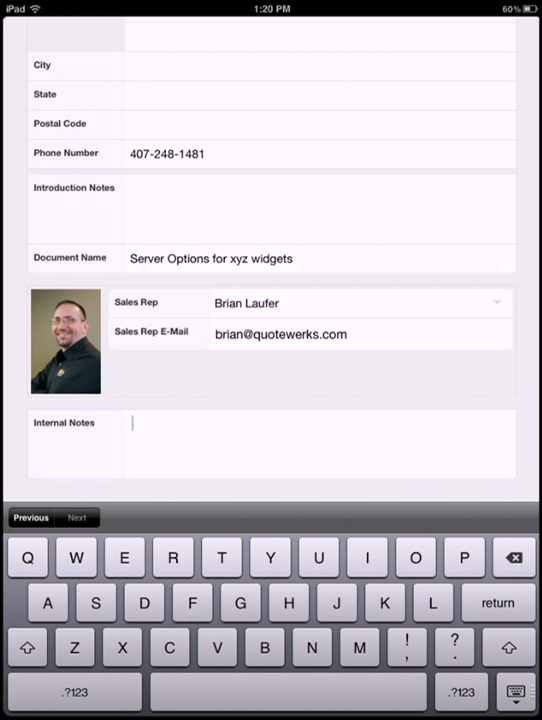 iPad 1:20 PM 60%
City
State
Postal Code
Phone Number 407-248-1481
Introduction Notes
Document Name Server Options for xyz widgets
Sales Rep Brian Laufer
Sales Rep E-Mail brian@quotewerks.com
Internal Notes
Previous Next
Q W E R T Y U I O P
A S D F G H J K L return
Z X C V B N M ! , ? .
.?123 .?123